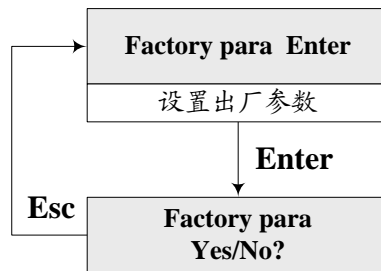 Factory para Enter
设置出厂参数
Enter
Esc
Factory para
Yes/No?